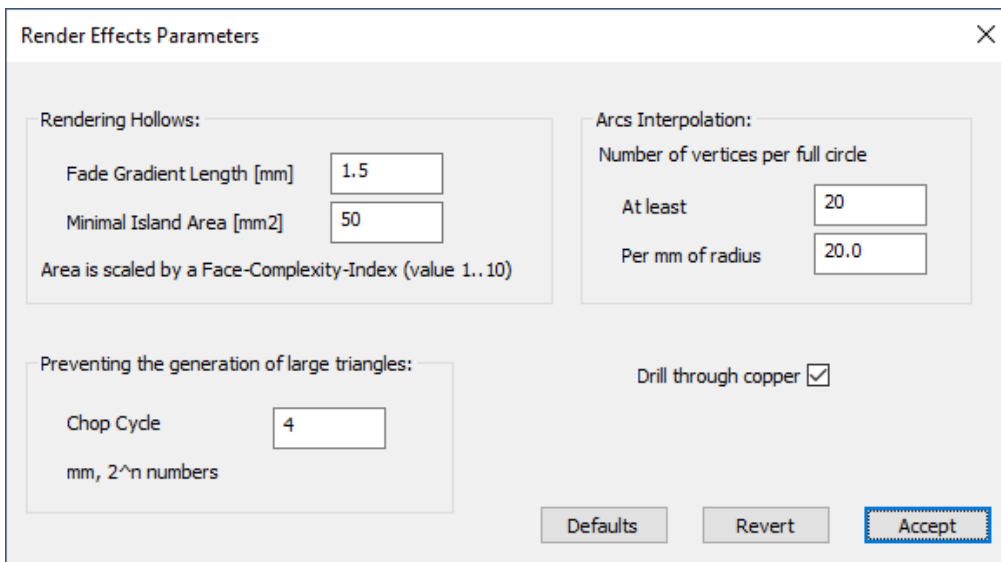 Render Effects Parameters
Rendering Hollows:
Fade Gradient Length [mm] 1.5
Minimal Island Area [mm2] 50
Area is scaled by a Face-Complexity-Index (value 1..10)
Arcs Interpolation:
Number of vertices per full circle
At least 20
Per mm of radius 20.0
Preventing the generation of large triangles:
Chop Cycle 4
mm, 2^n numbers
Drill through copper
Defaults Revert Accept